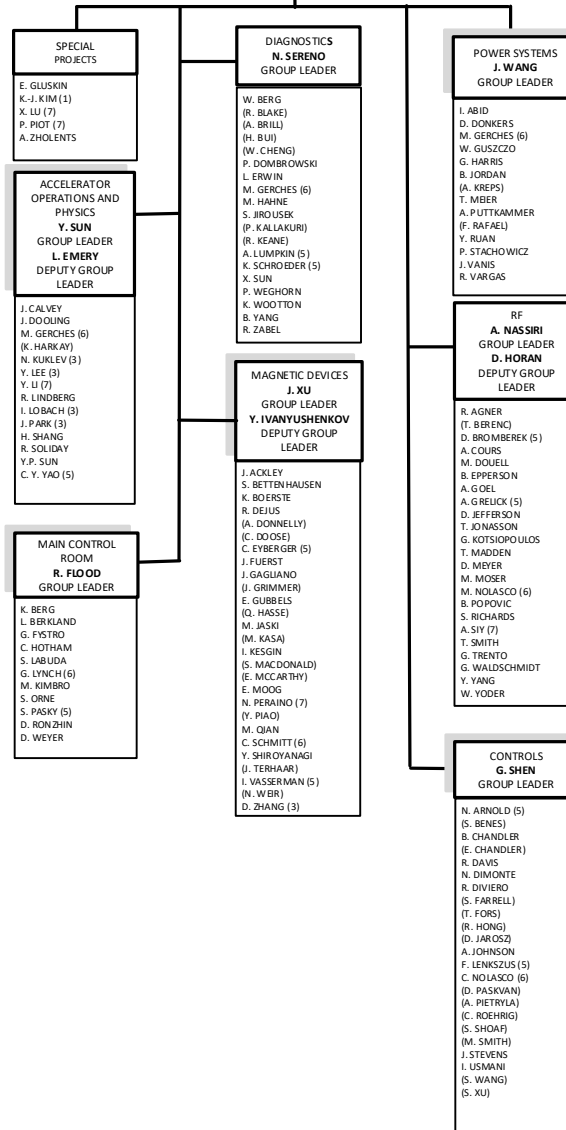 SPECIAL
PROJECTS
E. GLUSKIN
K.-J. KIM (1)
X. LU (7)
P. PIOT (7)
A. ZHOLENTS
ACCELERATOR
OPERATIONS AND
PHYSICS
Y. SUN
GROUP LEADER
L. EMERY
DEPUTY GROUP
LEADER
J. CALVEY
J. DOOLING
M. GERCHES (6)
(K. HARKAY)
N. KUKLEV (3)
Y. LEE (3)
Y. LI (7)
R. LINDBERG
I. LOBACH (3)
J. PARK (3)
H. SHANG
R. SOLIDAY
Y.P. SUN
C. Y. YAO (5)
MAIN CONTROL
ROOM
R. FLOOD
GROUP LEADER
K. BERG
L. BERKLAND
G. FYSTRO
C. HOTHAM
S. LABUDA
G. LYNCH (6)
M. KIMBRO
S. ORNE
S. PASKY (5)
D. RONZHIN
D. WEYER
DIAGNOSTICS
N. SERENO
GROUP LEADER
W. BERG
(R. BLAKE)
(A. BRILL)
(H. BUI)
(W. CHENG)
P. DOMBROWSKI
L. ERWIN
M. GERCHES (6)
M. HAHNE
S. JIROUSEK
(P. KALLAKURI)
(R. KEANE)
A. LUMPKIN (5)
K. SCHROEDER (5)
X. SUN
P. WEGHORN
K. WOOTTON
B. YANG
R. ZABEL
MAGNETIC DEVICES
J. XU
GROUP LEADER
Y. IVANYUSHENKOV
DEPUTY GROUP
LEADER
J. ACKLEY
S. BETTENHAUSEN
K. BOERSTE
R. DEJUS
(A. DONNELLY)
(C. DOOSE)
C. EYBERGER (5)
J. FUERST
J. GAGLIANO
(J. GRIMMER)
E. GUBBELS
(Q. HASSE)
M. JASKI
(M. KASA)
I. KESGIN
(S. MACDONALD)
(E. MCCARTHY)
E. MOOG
N. PERAINO (7)
(Y. PIAO)
M. QIAN
C. SCHMITT (6)
Y. SHIROYANAGI
(J. TERHAAR)
I. VASSERMAN (5)
(N. WEIR)
D. ZHANG (3)
POWER SYSTEMS
J. WANG
GROUP LEADER
I. ABID
D. DONKERS
M. GERCHES (6)
W. GUSZCZO
G. HARRIS
B. JORDAN
(A. KREPS)
T. MEIER
A. PUTTKAMMER
(F. RAFAEL)
Y. RUAN
P. STACHOWICZ
J. VANIS
R. VARGAS
RF
A. NASSIRI
GROUP LEADER
D. HORAN
DEPUTY GROUP
LEADER
R. AGNER
(T. BERENC)
D. BROMBEREK (5)
A. COURS
M. DOUELL
B. EPPERSON
A. GOEL
A. GRELICK (5)
D. JEFFERSON
T. JONASSON
G. KOTSIOPOULOS
T. MADDEN
D. MEYER
M. MOSER
M. NOLASCO (6)
B. POPOVIC
S. RICHARDS
A. SIY (7)
T. SMITH
G. TRENTO
G. WALDSCHMIDT
Y. YANG
W. YODER
CONTROLS
G. SHEN
GROUP LEADER
N. ARNOLD (5)
(S. BENES)
B. CHANDLER
(E. CHANDLER)
R. DAVIS
N. DIMONTE
R. DIVIERO
(S. FARRELL)
(T. FORS)
(R. HONG)
(D. JAROSZ)
A. JOHNSON
F. LENKSZUS (5)
C. NOLASCO (6)
(D. PASKVAN)
(A. PIETRYLA)
(C. ROEHRIG)
(S. SHOAF)
(M. SMITH)
J. STEVENS
I. USMANI
(S. WANG)
(S. XU)